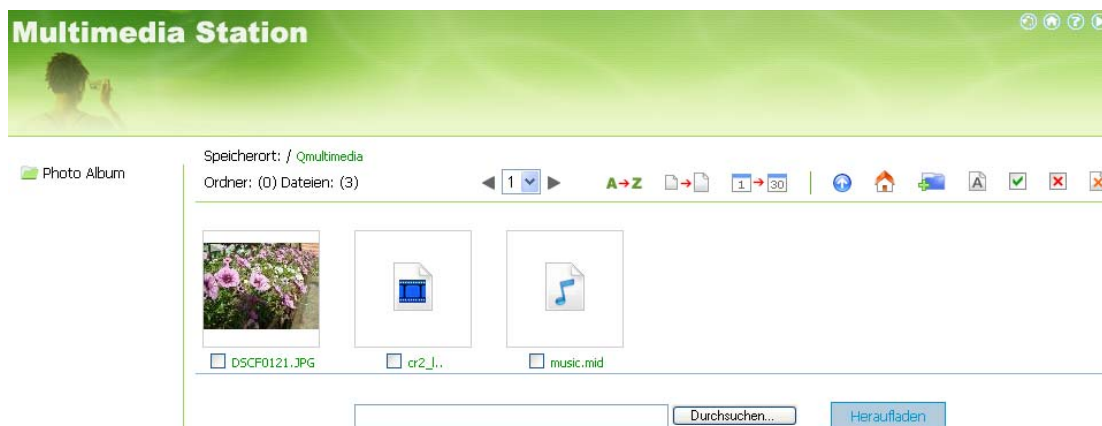 Multimedia Station
Photo Album
Speicherort: / Qmultimedia
Ordner: (0) Dateien: (3)
1
A→Z
1 → 30
A
DSCF0121.JPG
cr2_l..
music.mid
Durchsuchen...
Heraufladen